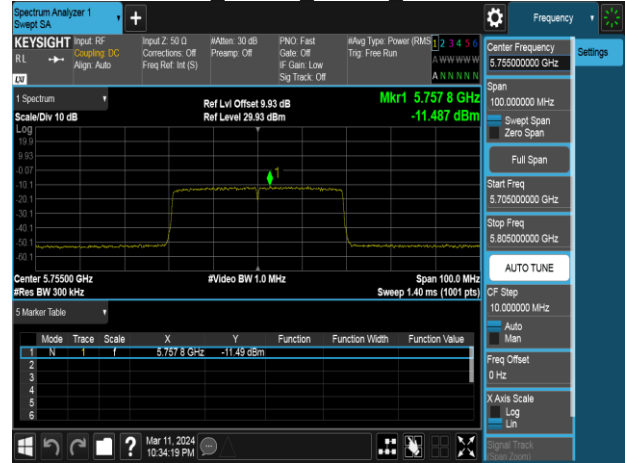 Spectrum Analyzer 1
Swept SA
+
Frequency
KEYSIGHT
RL
LXI
Input: RF
Coupling: DC
Align: Auto
Input Z: 50 Ω
Corrections: Off
Freq Ref: Int (S)
#Atten: 30 dB
Preamp: Off
PNO: Fast
Gate: Off
IF Gain: Low
Sig Track: Off
#Avg Type: Power (RMS
Trig: Free Run
1 2 3 4 5 6
A W W W W W
A N N N N N
Center Frequency
5.755000000 GHz
Settings
Span
100.000000 MHz
Swept Span
Zero Span
Full Span
Start Freq
5.705000000 GHz
Stop Freq
5.805000000 GHz
AUTO TUNE
CF Step
10.000000 MHz
Auto
Man
Freq Offset
0 Hz
X Axis Scale
Log
Lin
Signal Track
(Span Zoom)
1 Spectrum
Scale/Div 10 dB
Log
Ref Lvl Offset 9.93 dB
Ref Level 29.93 dBm
Mkr1 5.757 8 GHz
-11.487 dBm
19.9
9.93
-0.07
-10.1
-20.1
-30.1
-40.1
-50.1
-60.1
1
Center 5.75500 GHz
#Res BW 300 kHz
#Video BW 1.0 MHz
Span 100.0 MHz
Sweep 1.40 ms (1001 pts)
5 Marker Table
Mode Trace Scale X Y Function Function Width Function Value
1 N 1 f 5.757 8 GHz -11.49 dBm
2
3
4
5
6
?
Mar 11, 2024
10:34:19 PM